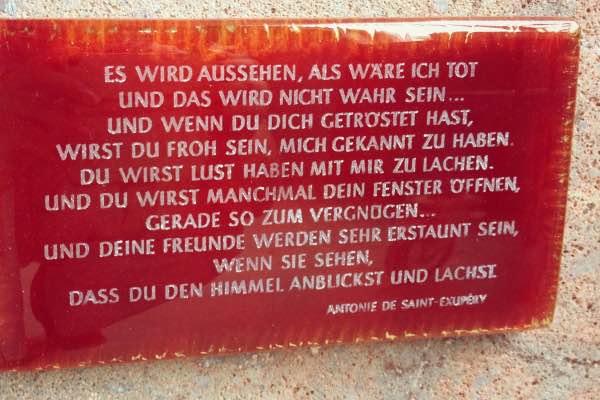 ES WIRD AUSSEHEN, ALS WÄRE ICH TOT
UND DAS WIRD NICHT WAHR SEIN...
UND WENN DU DICH GETRÖSTET HAST,
WIRST DU FROH SEIN, MICH GEKANNT ZU HABEN.
DU WIRST LUST HABEN MIT MIR ZU LACHEN.
UND DU WIRST MANCHMAL DEIN FENSTER ÖFFNEN,
GERADE SO ZUM VERGNÜGEN...
UND DEINE FREUNDE WERDEN SEHR ERSTAUNT SEIN,
WENN SIE SEHEN,
DASS DU DEN HIMMEL ANBLICKST UND LACHST.
ANTONIE DE SAINT-EXUPÉRY